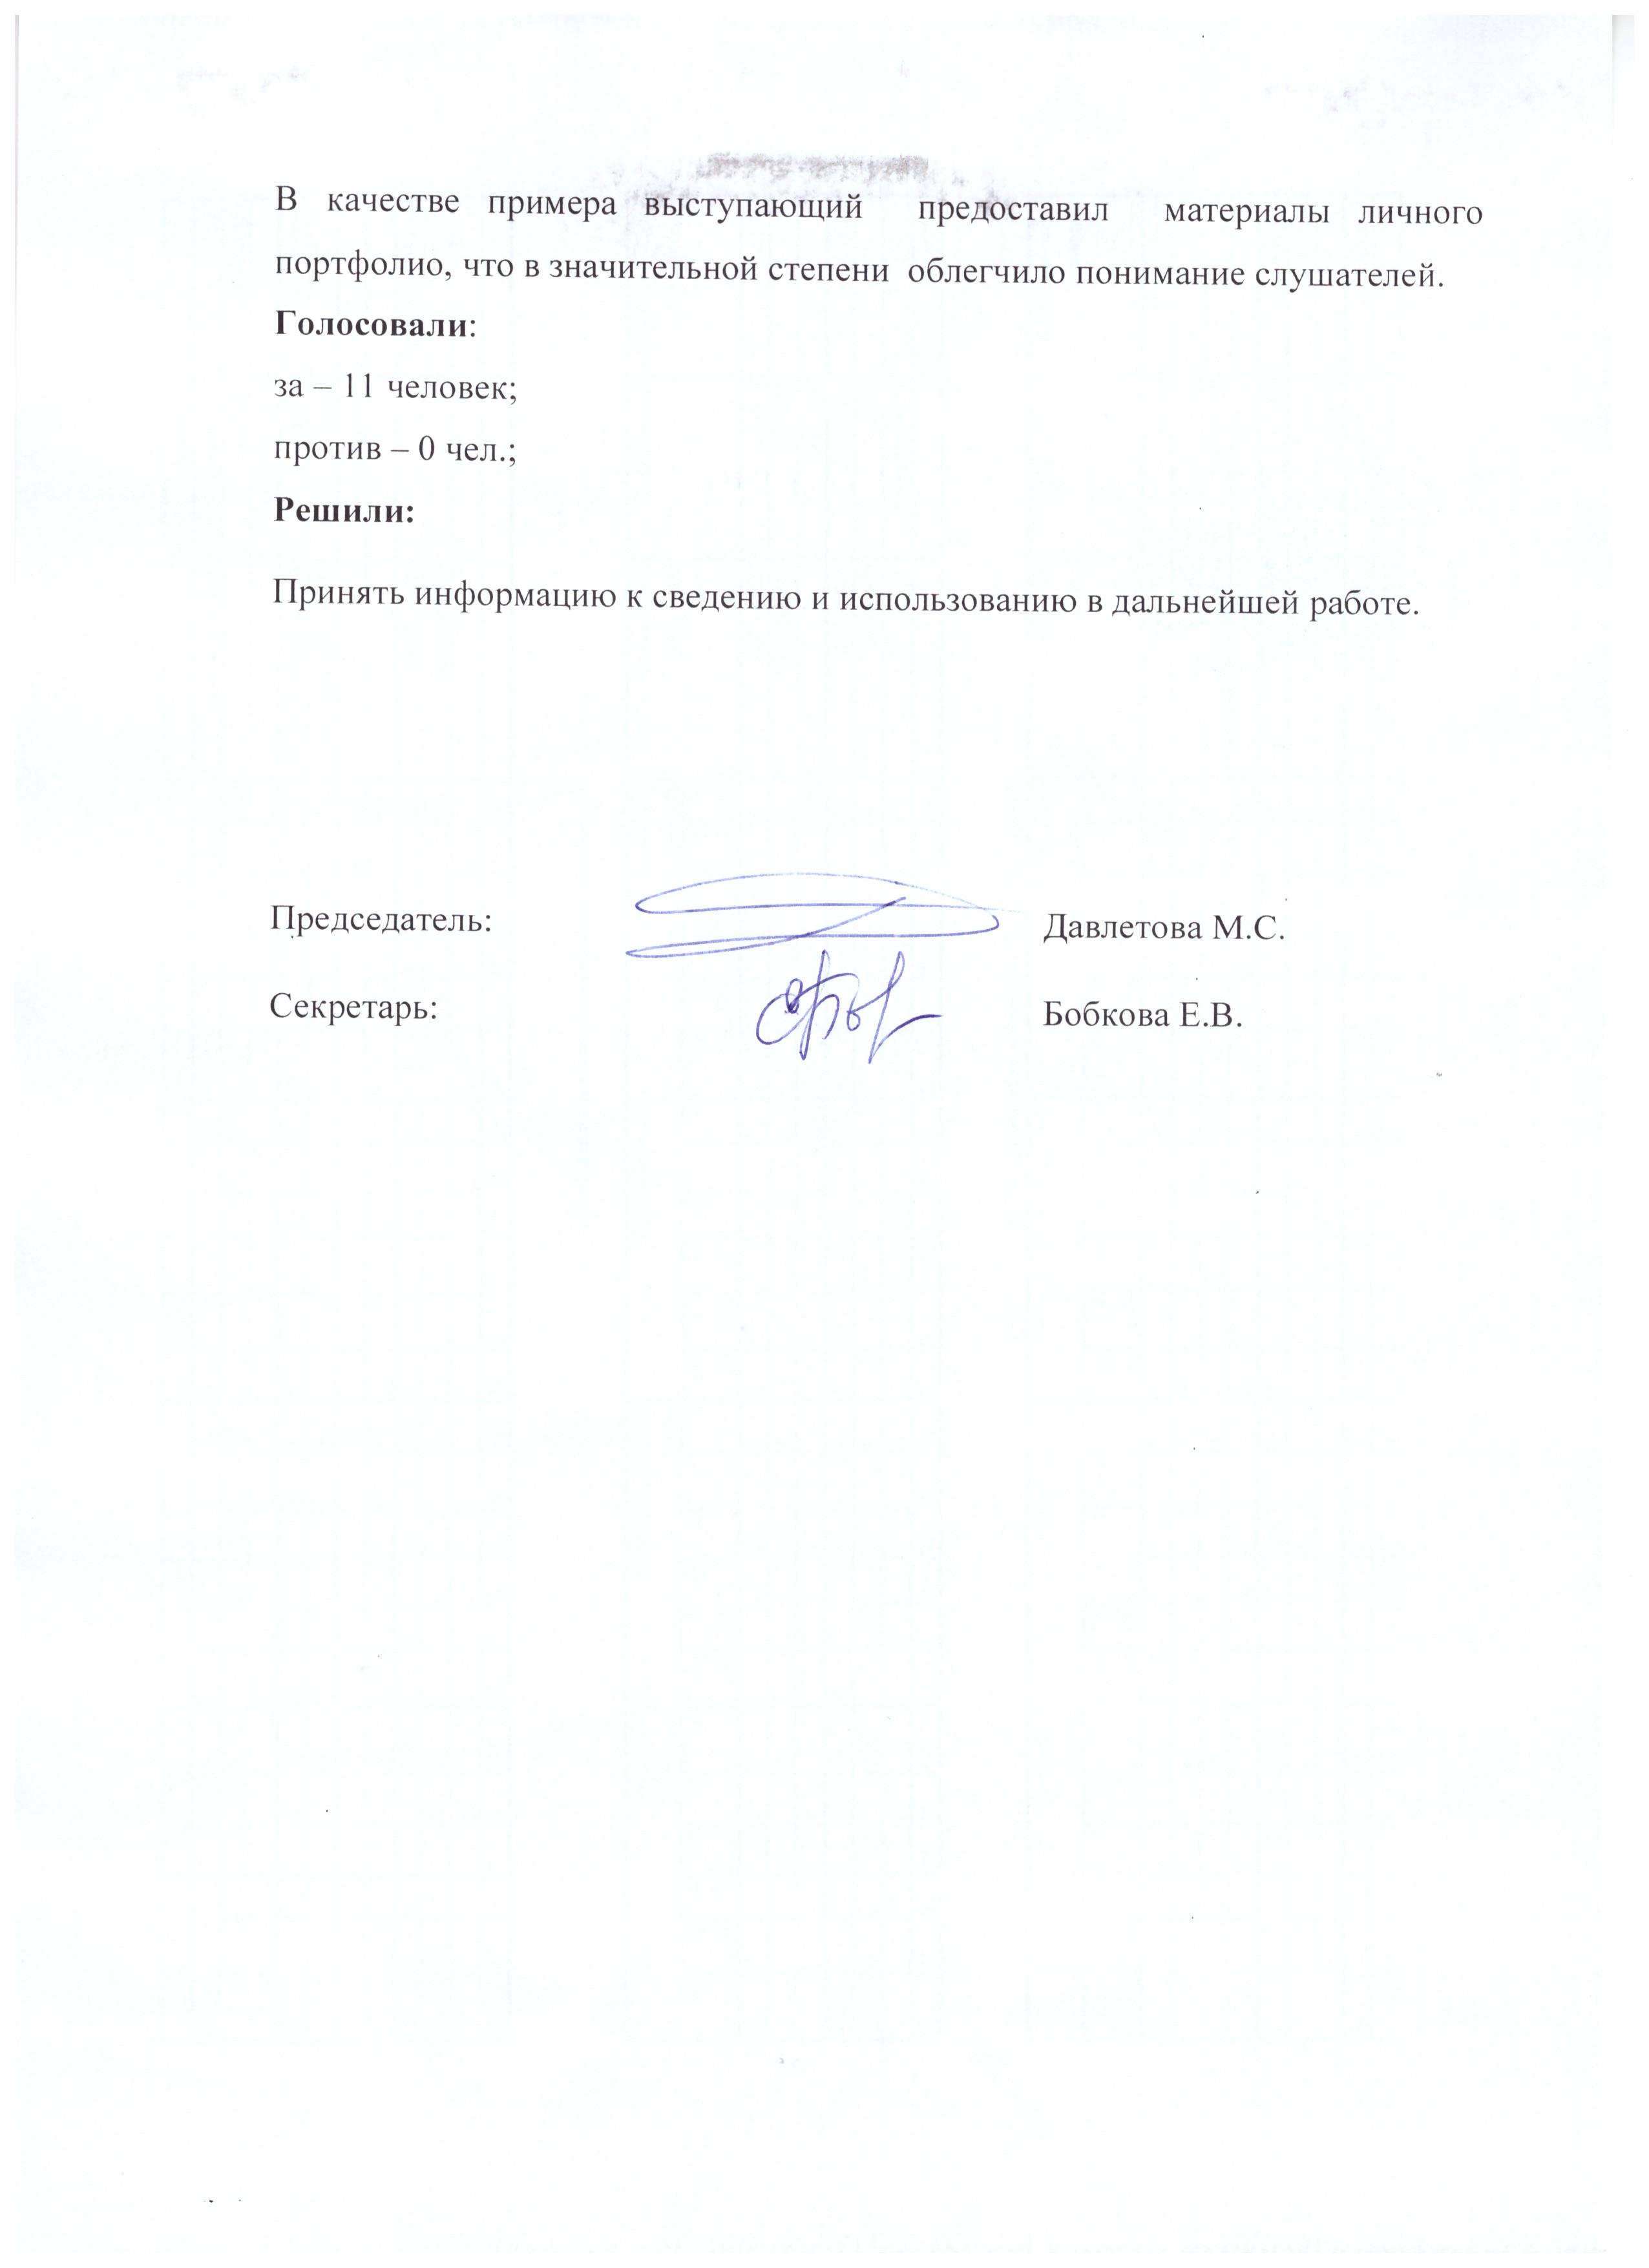 В качестве примера выступающий предоставил материалы личного
портфолио, что в значительной степени облегчило понимание слушателей.
Голосовали:
за – 11 человек;
против – 0 чел.;
Решили:
Принять информацию к сведению и использованию в дальнейшей работе.
Председатель: Давлетова М.С.
Секретарь: Бобкова Е.В.